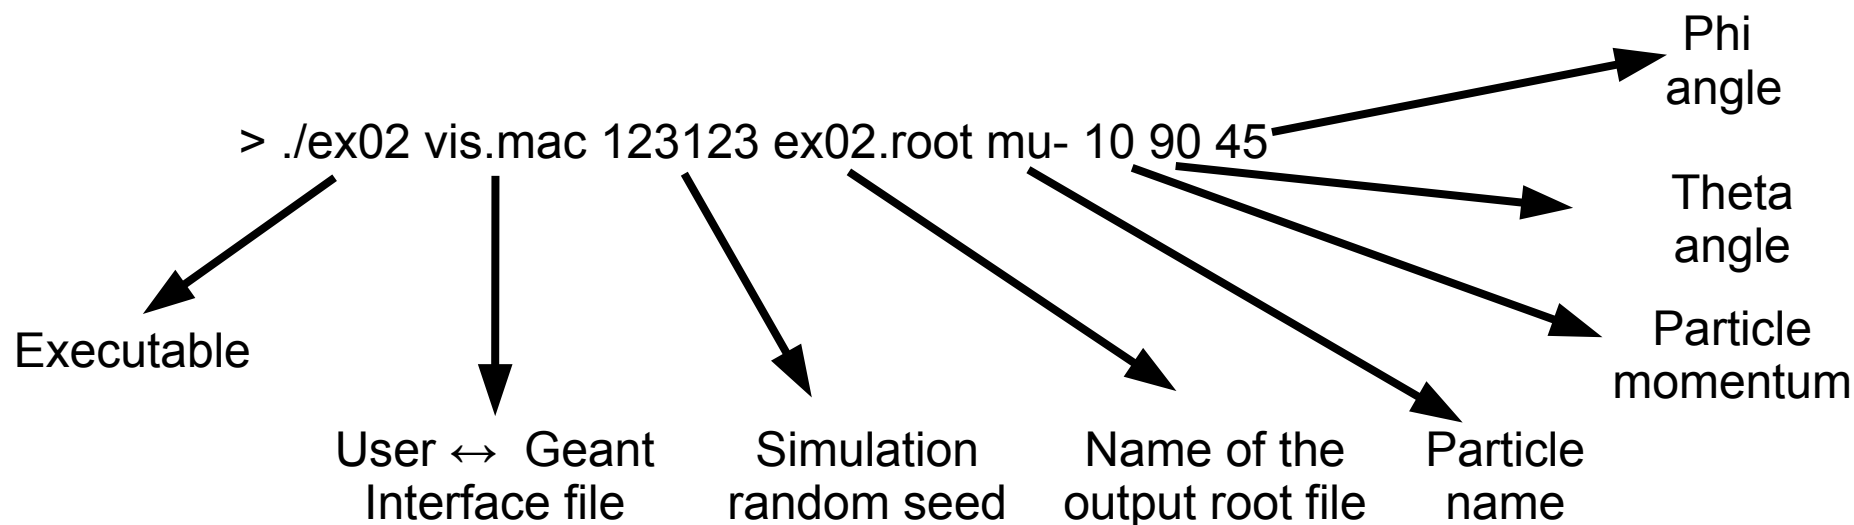 Phi
angle
> ./ex02 vis.mac 123123 ex02.root mu- 10 90 45
Theta
angle
Particle
momentum
Executable
User ↔ Geant
Interface file
Simulation
random seed
Name of the
output root file
Particle
name